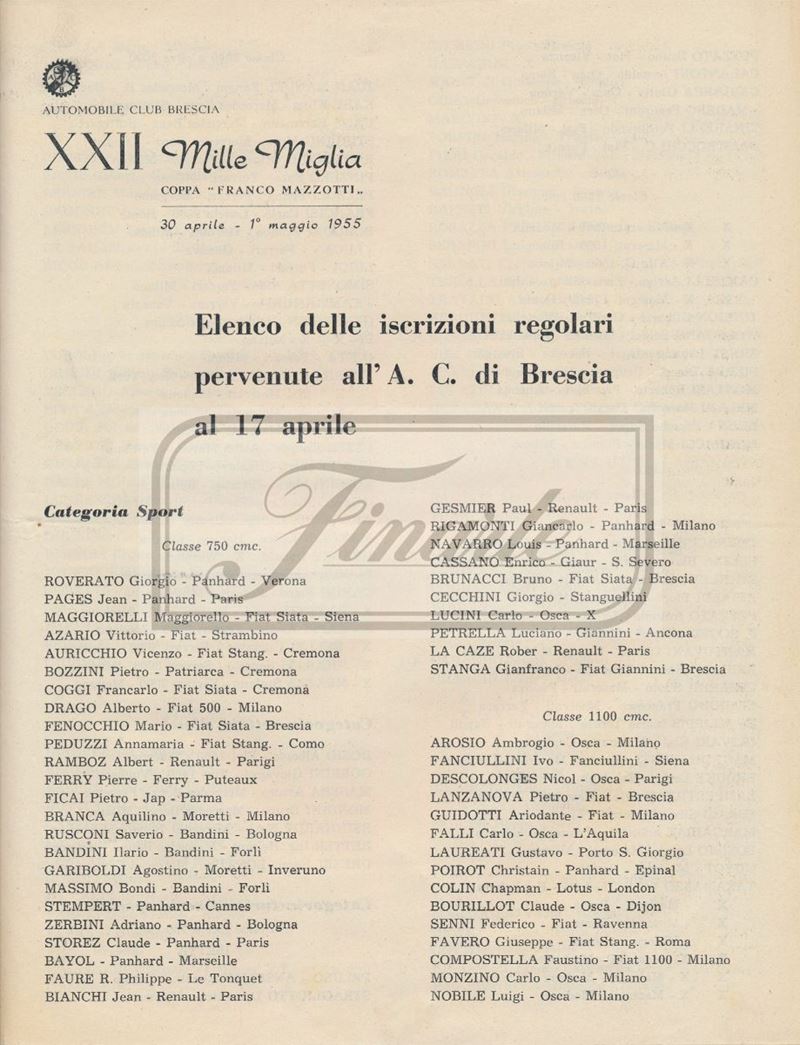 AUTOMOBILE CLUB BRESCIA
XXII Mille Miglia
COPPA "FRANCO MAZZOTTI„
30 aprile - 1° maggio 1955
Elenco delle iscrizioni regolari
pervenute all' A. C. di Brescia
al 17 aprile
Finarte
Categoria Sport
Classe 750 cmc.
ROVERATO Giorgio - Panhard - Verona
PAGES Jean - Panhard - Paris
MAGGIORELLI Maggiorello - Fiat Siata - Siena
AZARIO Vittorio - Fiat - Strambino
AURICCHIO Vicenzo - Fiat Stang. - Cremona
BOZZINI Pietro - Patriarca - Cremona
COGGI Francarlo - Fiat Siata - Cremona
DRAGO Alberto - Fiat 500 - Milano
FENOCCHIO Mario - Fiat Siata - Brescia
PEDUZZI Annamaria - Fiat Stang. - Como
RAMBOZ Albert - Renault - Parigi
FERRY Pierre - Ferry - Puteaux
FICAI Pietro - Jap - Parma
BRANCA Aquilino - Moretti - Milano
RUSCONI Saverio - Bandini - Bologna
BANDINI Ilario - Bandini - Forlì
GARIBOLDI Agostino - Moretti - Inveruno
MASSIMO Bondi - Bandini - Forlì
STEMPERT - Panhard - Cannes
ZERBINI Adriano - Panhard - Bologna
STOREZ Claude - Panhard - Paris
BAYOL - Panhard - Marseille
FAURE R. Philippe - Le Tonquet
BIANCHI Jean - Renault - Paris
GESMIER Paul - Renault - Paris
RIGAMONTI Giancarlo - Panhard - Milano
NAVARRO Louis - Panhard - Marseille
CASSANO Enrico - Giaur - S. Severo
BRUNACCI Bruno - Fiat Siata - Brescia
CECCHINI Giorgio - Stanguellini
LUCINI Carlo - Osca - X
PETRELLA Luciano - Giannini - Ancona
LA CAZE Rober - Renault - Paris
STANGA Gianfranco - Fiat Giannini - Brescia
Classe 1100 cmc.
AROSIO Ambrogio - Osca - Milano
FANCIULLINI Ivo - Fanciullini - Siena
DESCOLONGES Nicol - Osca - Parigi
LANZANOVA Pietro - Fiat - Brescia
GUIDOTTI Ariodante - Fiat - Milano
FALLI Carlo - Osca - L'Aquila
LAUREATI Gustavo - Porto S. Giorgio
POIROT Christain - Panhard - Epinal
COLIN Chapman - Lotus - London
BOURILLOT Claude - Osca - Dijon
SENNI Federico - Fiat - Ravenna
FAVERO Giuseppe - Fiat Stang. - Roma
COMPOSTELLA Faustino - Fiat 1100 - Milano
MONZINO Carlo - Osca - Milano
NOBILE Luigi - Osca - Milano